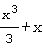 x³/3 + x